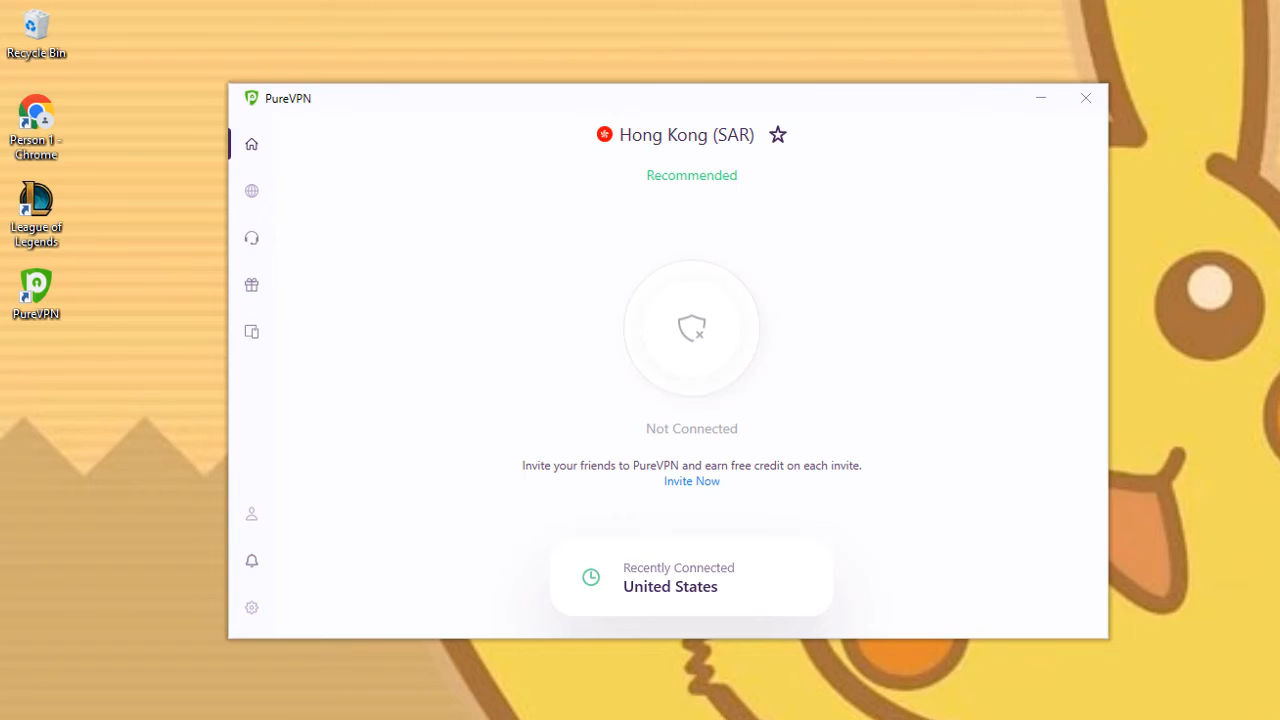 Recycle Bin
Person 1 -
Chrome
League of
Legends
PureVPN
PureVPN
Hong Kong (SAR)
Recommended
Not Connected
Invite your friends to PureVPN and earn free credit on each invite.
Invite Now
Recently Connected
United States